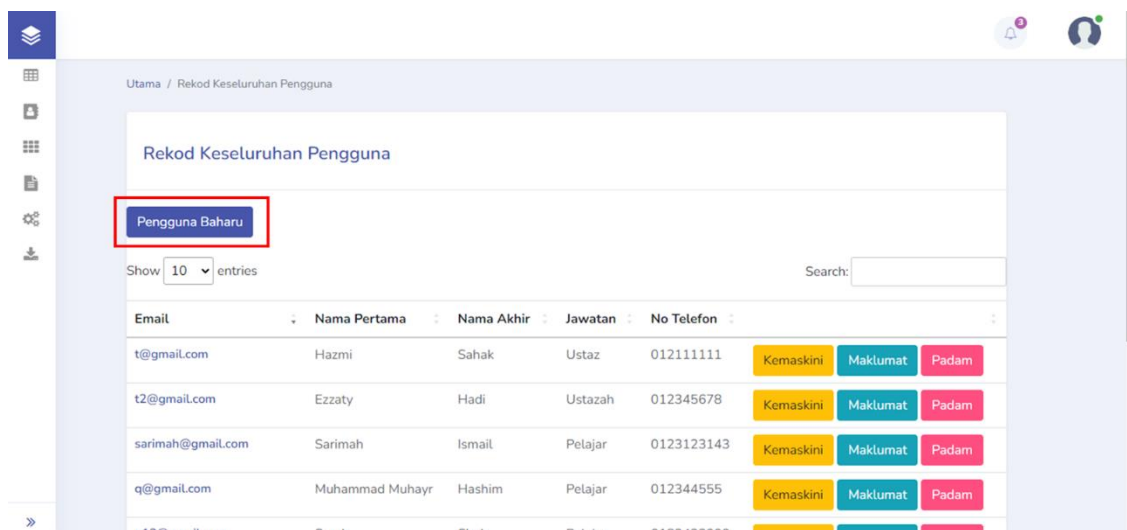 3
Utama / Rekod Keseluruhan Pengguna
Rekod Keseluruhan Pengguna
Pengguna Baharu
Show 10 entries Search:
Email Nama Pertama Nama Akhir Jawatan No Telefon
t@gmail.com Hazmi Sahak Ustaz 012111111 Kemaskini Maklumat Padam
t2@gmail.com Ezzaty Hadi Ustazah 012345678 Kemaskini Maklumat Padam
sarimah@gmail.com Sarimah Ismail Pelajar 0123123143 Kemaskini Maklumat Padam
q@gmail.com Muhammad Muhayr Hashim Pelajar 012344555 Kemaskini Maklumat Padam